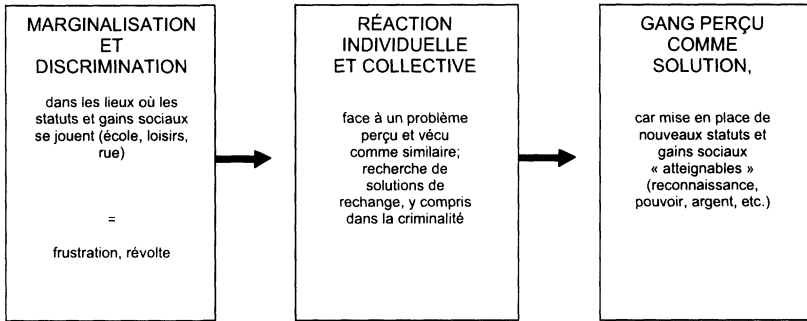 MARGINALISATION
ET
DISCRIMINATION
dans les lieux où les
statuts et gains sociaux
se jouent (école, loisirs,
rue)
=
frustration, révolte
RÉACTION
INDIVIDUELLE
ET COLLECTIVE
face à un problème
perçu et vécu
comme similaire;
recherche de
solutions de
rechange, y compris
dans la criminalité
GANG PERÇU
COMME
SOLUTION,
car mise en place de
nouveaux statuts et
gains sociaux
« atteignables »
(reconnaissance,
pouvoir, argent, etc.)